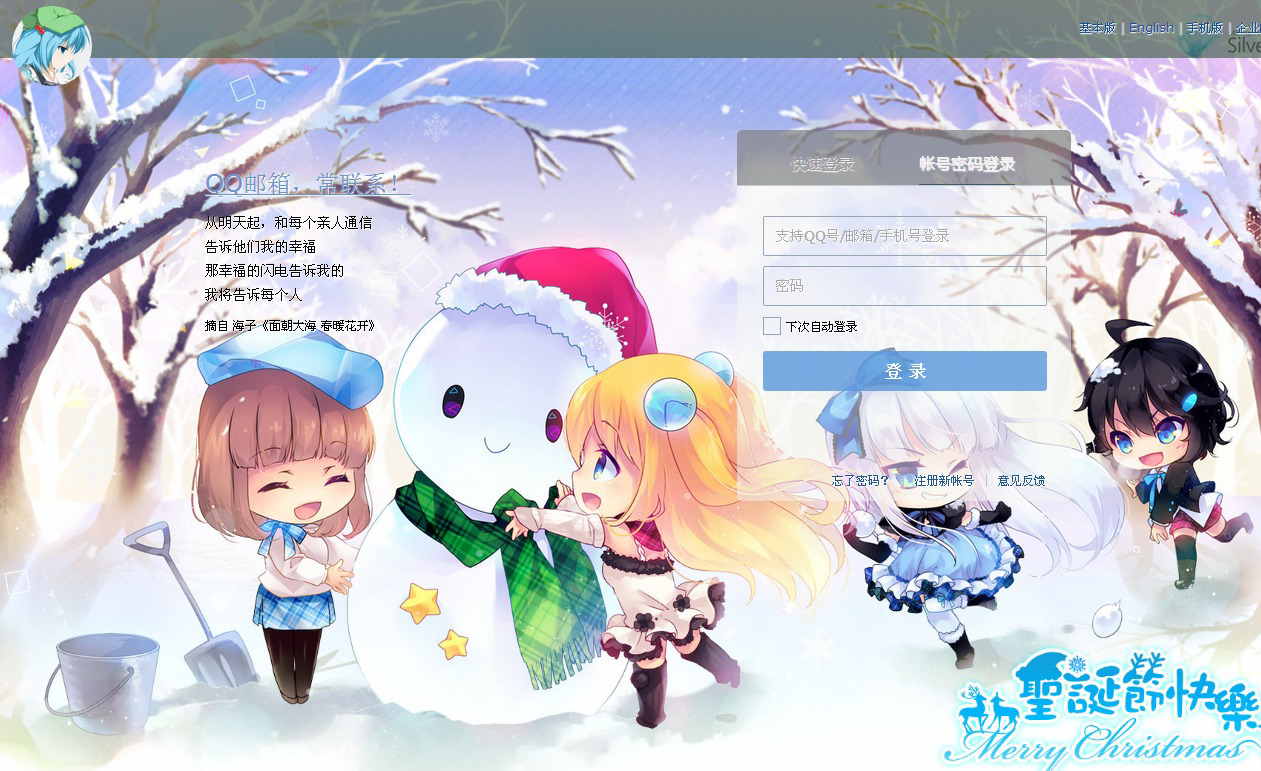 基本版 | English | 手机版 | 企业
Silve
QQ邮箱，常联系！
从明天起，和每个亲人通信
告诉他们我的幸福
那幸福的闪电告诉我的
我将告诉每个人
摘自 海子《面朝大海 春暖花开》
快速登录 帐号密码登录
支持QQ号/邮箱/手机号登录
密码
下次自动登录
登 录
忘了密码？ | 注册新帐号 | 意见反馈
聖誕節快樂
Merry Christmas